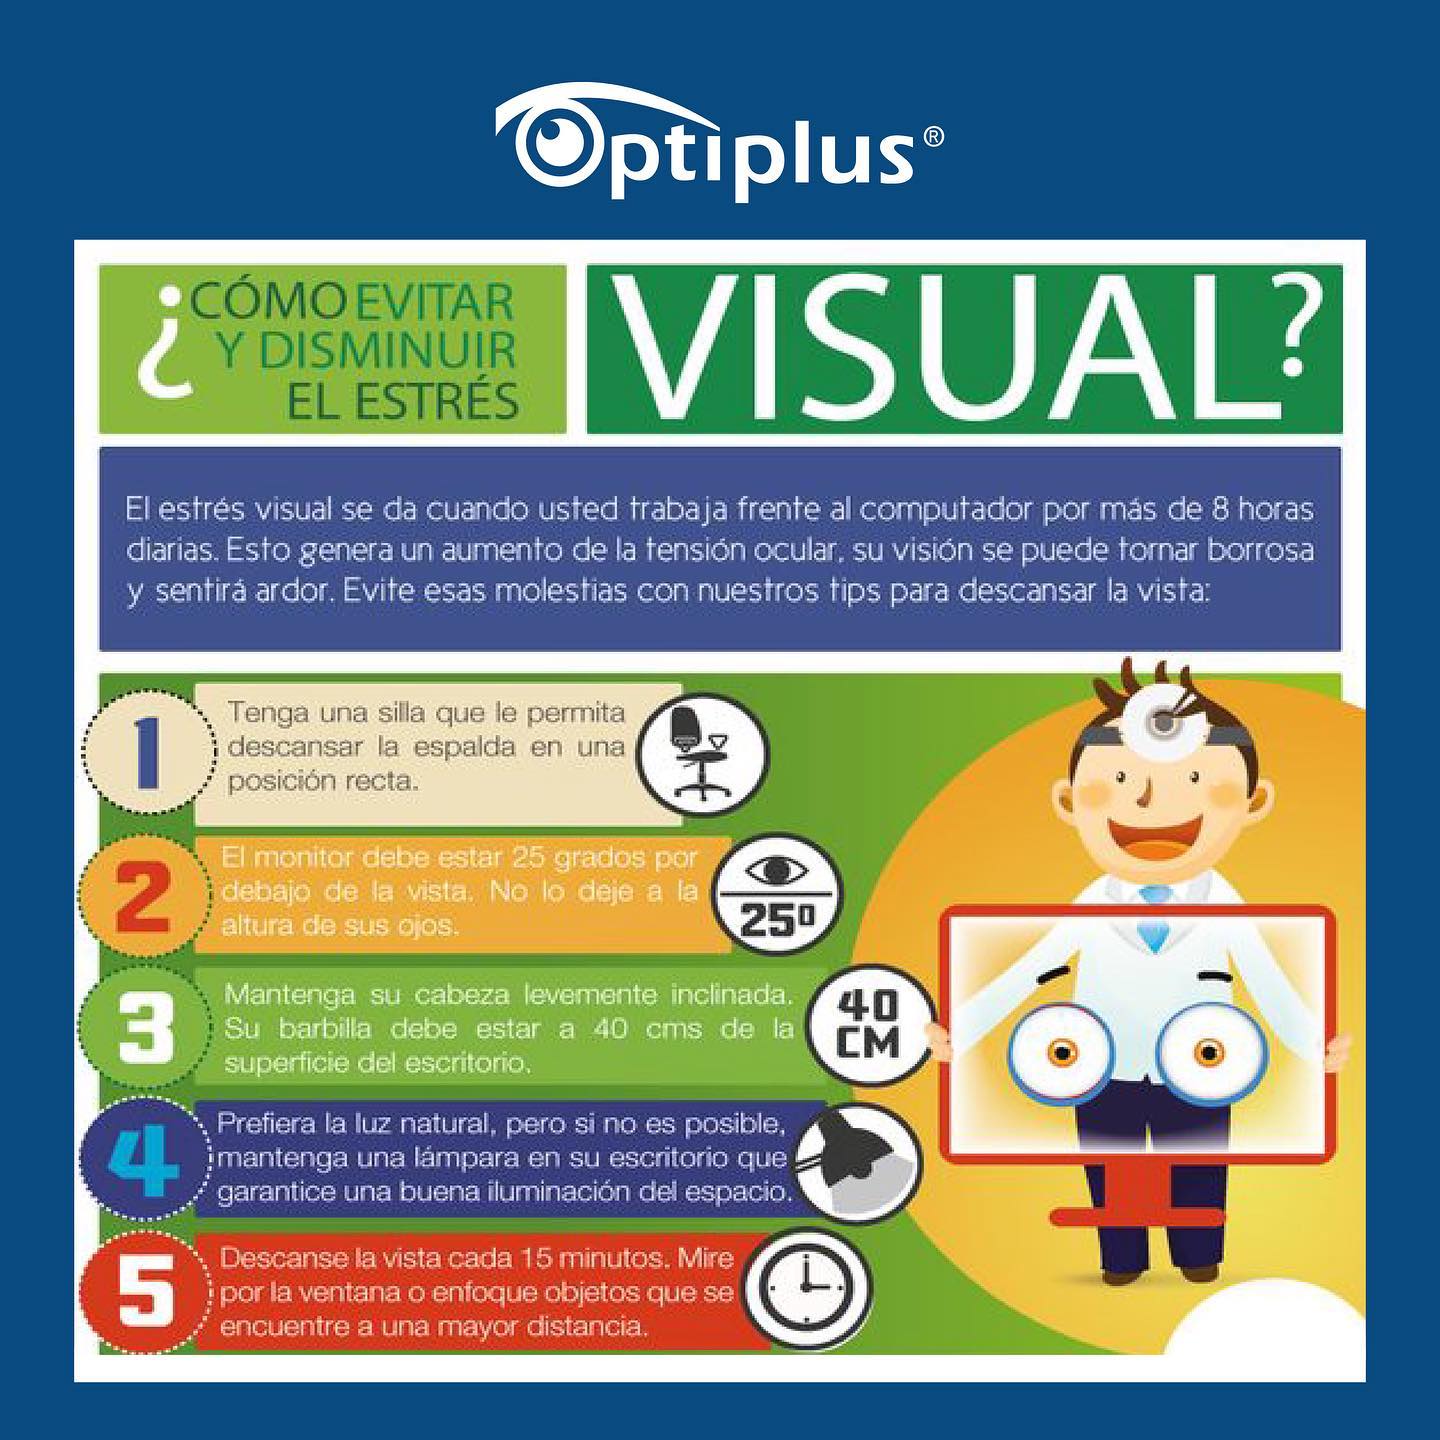 Optiplus®
¿CÓMO EVITAR
Y DISMINUIR
EL ESTRÉS
VISUAL?
El estrés visual se da cuando usted trabaja frente al computador por más de 8 horas
diarias. Esto genera un aumento de la tensión ocular, su visión se puede tornar borrosa
y sentirá ardor. Evite esas molestias con nuestros tips para descansar la vista:
1
Tenga una silla que le permita
descansar la espalda en una
posición recta.
2
El monitor debe estar 25 grados por
debajo de la vista. No lo deje a la
altura de sus ojos.
25º
3
Mantenga su cabeza levemente inclinada.
Su barbilla debe estar a 40 cms de la
superficie del escritorio.
40
CM
4
Prefiera la luz natural, pero si no es posible,
mantenga una lámpara en su escritorio que
garantice una buena iluminación del espacio.
5
Descanse la vista cada 15 minutos. Mire
por la ventana o enfoque objetos que se
encuentre a una mayor distancia.